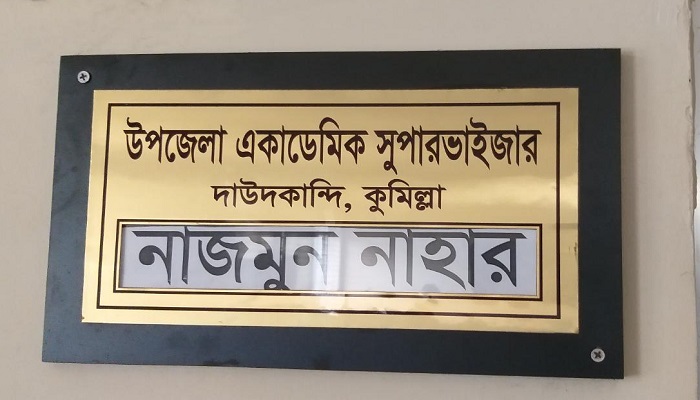 উপজেলা একাডেমিক সুপারভাইজার
দাউদকান্দি, কুমিল্লা
নাজমুন নাহার